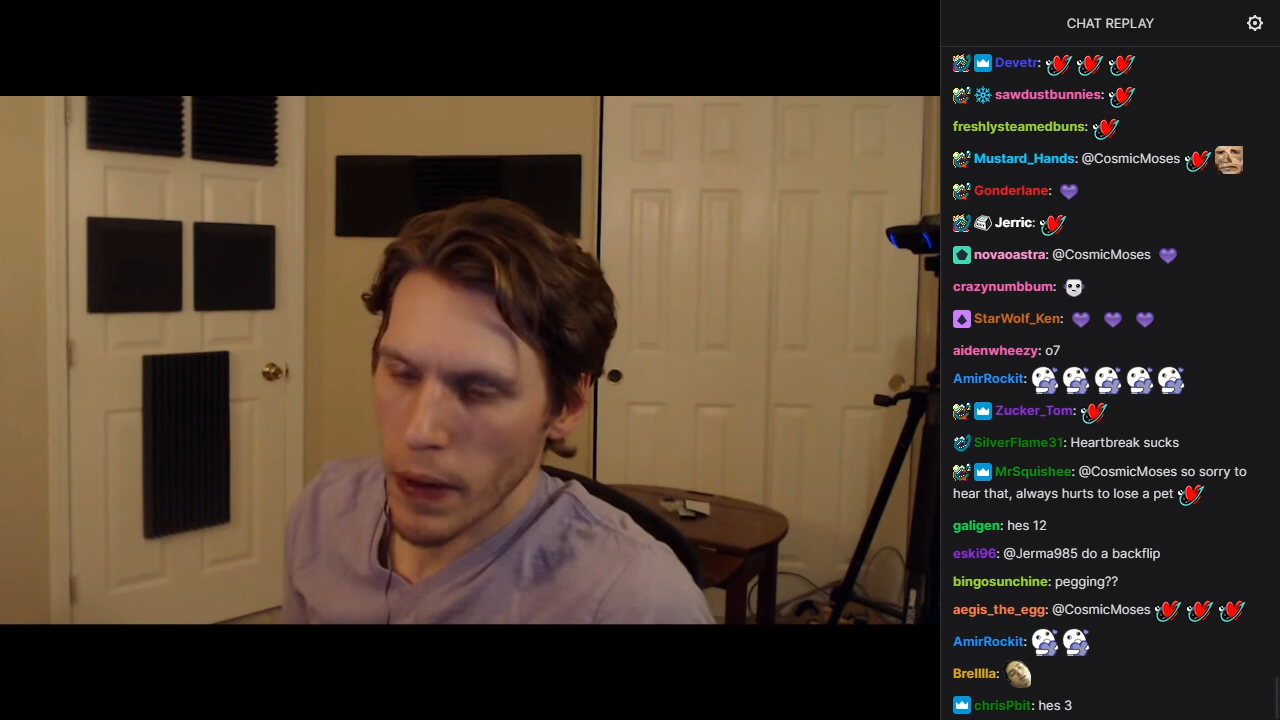 CHAT REPLAY
Devetr:
sawdustbunnies:
freshlysteamedbuns:
Mustard_Hands: @CosmicMoses
Gonderlane:
Jerric:
novaoastra: @CosmicMoses
crazynumbbum:
StarWolf_Ken:
aidenwheezy: o7
AmirRockit:
Zucker_Tom:
SilverFlame31: Heartbreak sucks
MrSquishee: @CosmicMoses so sorry to
hear that, always hurts to lose a pet
galigen: hes 12
eski96: @Jerma985 do a backflip
bingosunchine: pegging??
aegis_the_egg: @CosmicMoses
AmirRockit:
Brelllla:
chrisPbit: hes 3